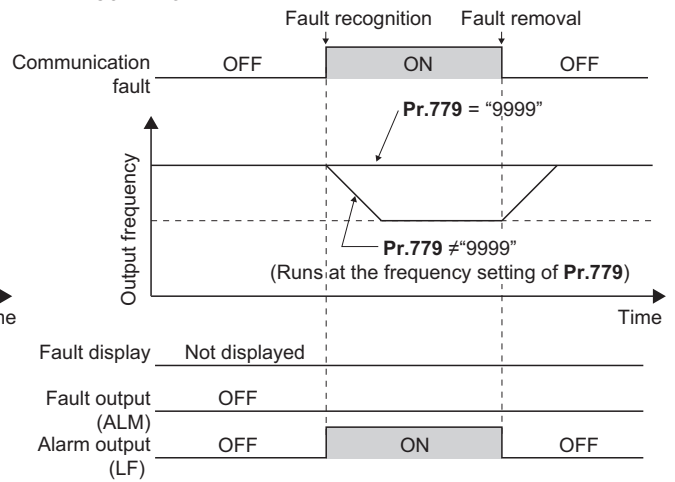 Fault recognition
Fault removal
Communication
fault
OFF
ON
OFF
Pr.779 = “9999”
Output frequency
Pr.779 ≠“9999”
(Runs at the frequency setting of Pr.779)
Time
Fault display
Not displayed
Fault output
(ALM)
OFF
Alarm output
(LF)
OFF
ON
OFF